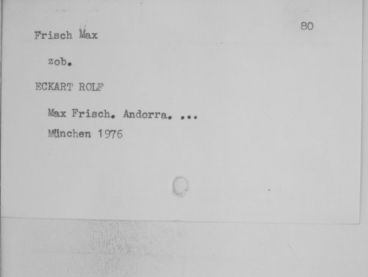 80
Frisch Max
zob.
ECKART ROLF
Max Frisch. Andorra. ...
München 1976